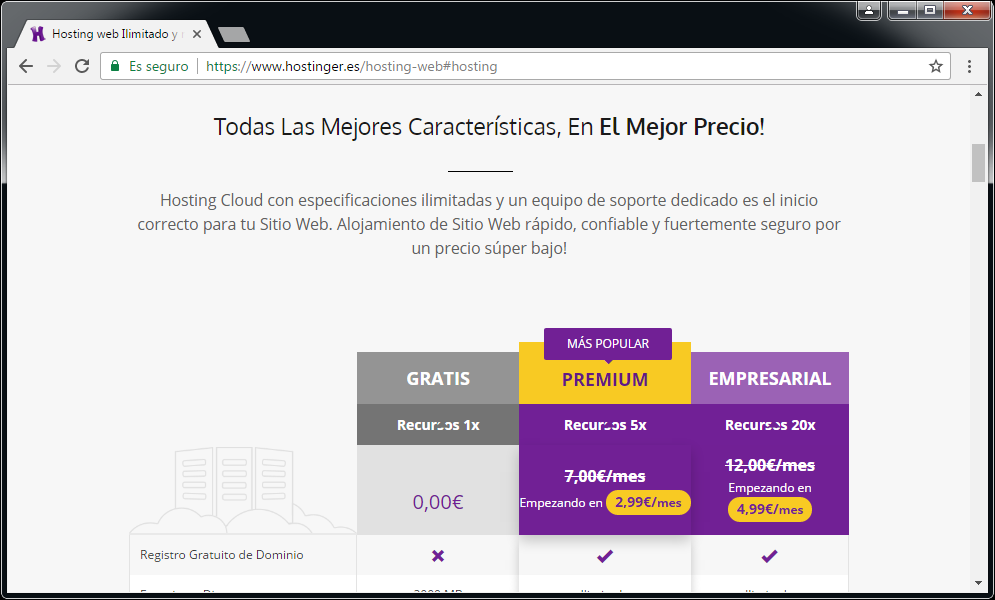 Hosting web Ilimitado y
Es seguro https://www.hostinger.es/hosting-web#hosting
Todas Las Mejores Características, En El Mejor Precio!
Hosting Cloud con especificaciones ilimitadas y un equipo de soporte dedicado es el inicio
correcto para tu Sitio Web. Alojamiento de Sitio Web rápido, confiable y fuertemente seguro por
un precio súper bajo!
MÁS POPULAR
GRATIS PREMIUM EMPRESARIAL
Recursos 1x Recursos 5x Recursos 20x
0,00€
7,00€/mes
Empezando en 2,99€/mes
12,00€/mes
Empezando en
4,99€/mes
Registro Gratuito de Dominio